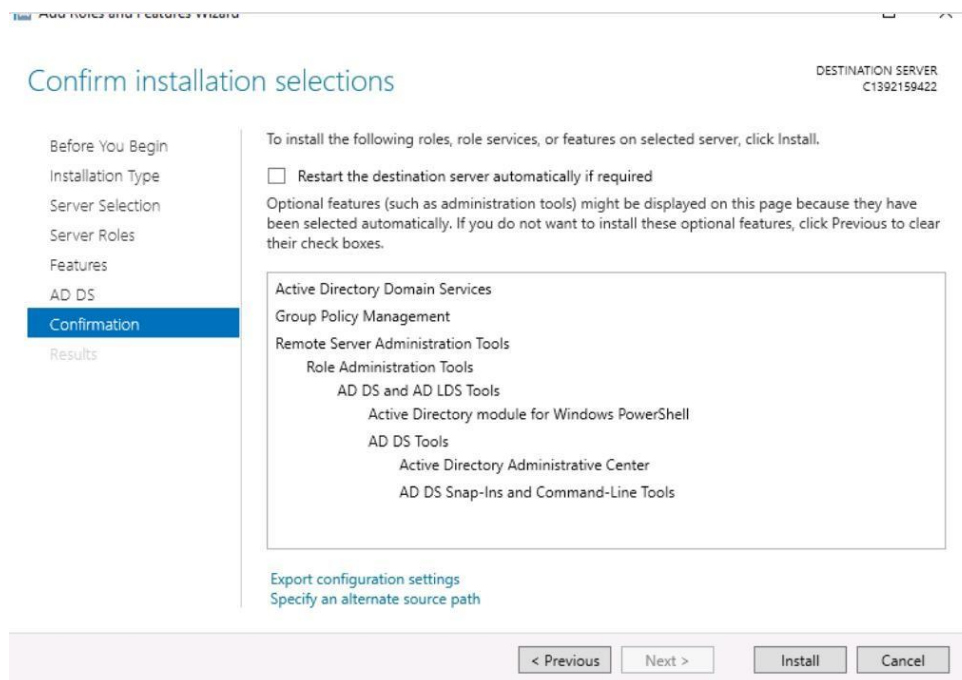 Add Roles and Features Wizard
Confirm installation selections
DESTINATION SERVER
C1392159422
Before You Begin
Installation Type
Server Selection
Server Roles
Features
AD DS
Confirmation
Results
To install the following roles, role services, or features on selected server, click Install.
Restart the destination server automatically if required
Optional features (such as administration tools) might be displayed on this page because they have
been selected automatically. If you do not want to install these optional features, click Previous to clear
their check boxes.
Active Directory Domain Services
Group Policy Management
Remote Server Administration Tools
Role Administration Tools
AD DS and AD LDS Tools
Active Directory module for Windows PowerShell
AD DS Tools
Active Directory Administrative Center
AD DS Snap-Ins and Command-Line Tools
Export configuration settings
Specify an alternate source path
< Previous
Next >
Install
Cancel